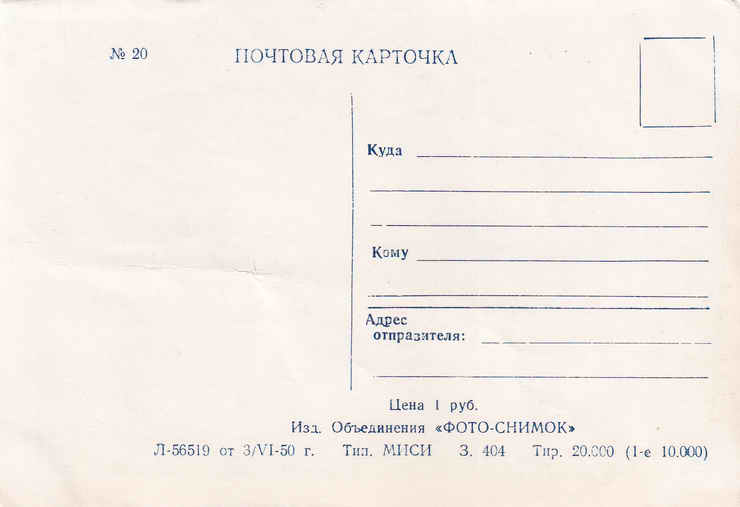 № 20 ПОЧТОВАЯ КАРТОЧКА
Куда
Кому
Адрес
отправителя:
Цена 1 руб.
Изд. Объединения «ФОТО-СНИМОК»
Л-56519 от 3/VI-50 г. Тип. МИСИ З. 404 Тир. 20.000 (1-е 10.000)